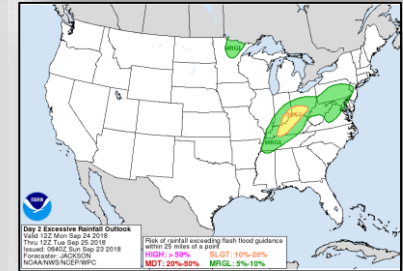 MRGL
SLGT
MRGL
NOAA
Day 2 Excessive Rainfall Outlook
Valid 12Z Mon Sep 24 2018
Thru 12Z Tue Sep 25 2018
Issued: 0840Z Sun Sep 23 2018
Forecaster: JACKSON
NOAA/NWS/NCEP/WPC
Risk of rainfall exceeding flash flood guidance
within 25 miles of a point
HIGH: > 50% SLGT: 10%-20%
MDT: 20%-50% MRGL: 5%-10%